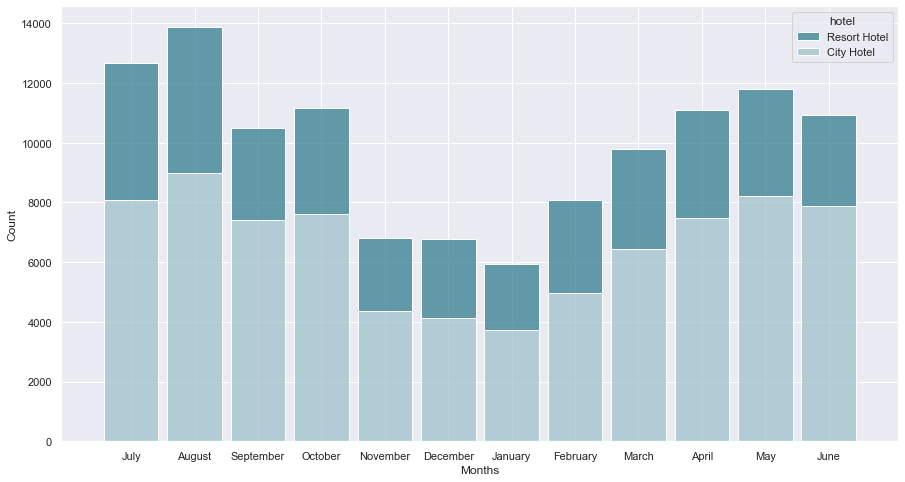 hotel
Resort Hotel
City Hotel
14000
12000
10000
8000
6000
4000
2000
0
Count
July August September October November December January February March April May June
Months